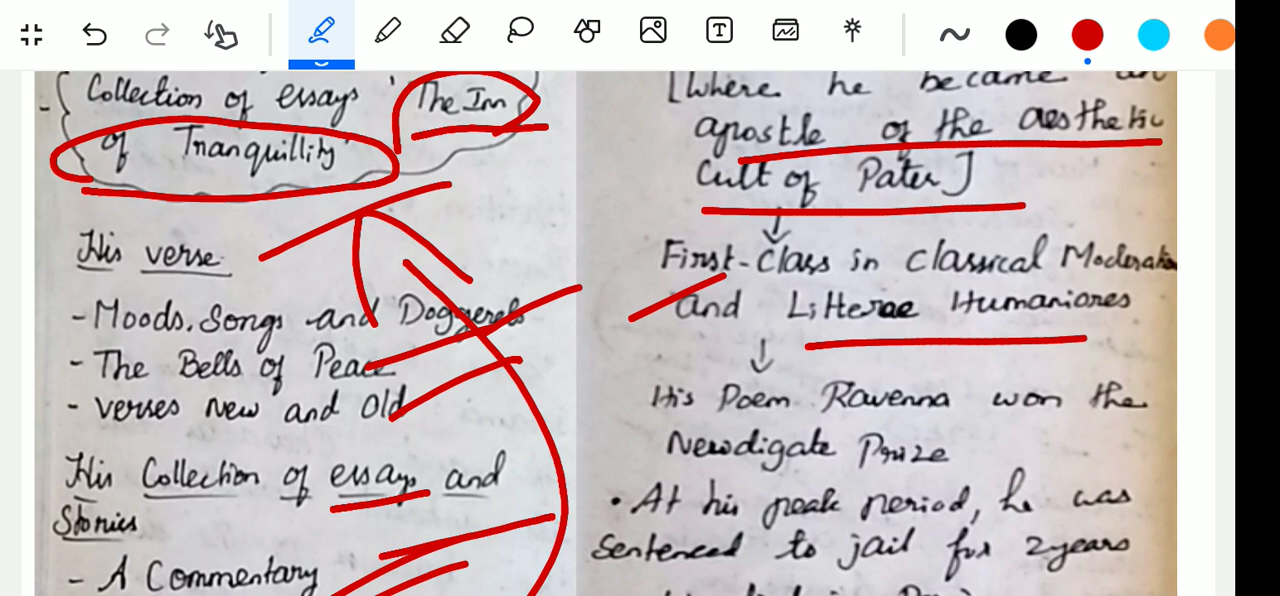 - Collection of essays 'The Inn
of Tranquillity'
His verse
- Moods, Songs and Doggerels
- The Bells of Peace
- Verses New and Old
His Collection of essays and
Stories
- A Commentary
[Where he became an
apostle of the aesthetic
Cult of Pater]
First-Class in Classical Moderation
and Litterae Humaniores
His Poem Ravenna won the
Newdigate Prize
• At his peak period, he was
Sentenced to jail for 2 years